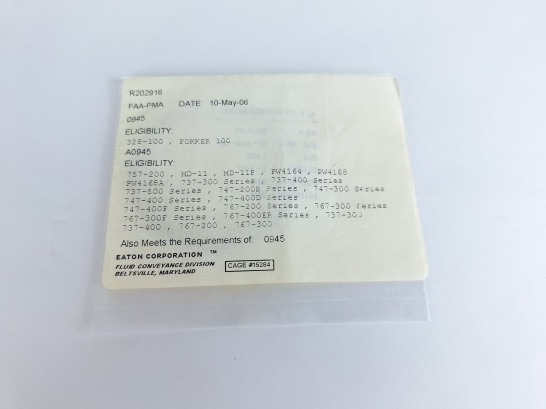 R202916
FAA-PMA DATE: 10-May-06
0945
ELIGIBILITY:
328-100 , FOKKER 100
A0945
ELIGIBILITY:
757-200 , MD-11 , MD-11F , PW4164 , PW4168
PW4168A , 737-300 Series , 737-400 Series
737-500 Series , 747-200B Series , 747-300 Series
747-400 Series , 747-400D Series
747-400F Series , 767-200 Series , 767-300 Series
767-300F Series , 767-400ER Series , 737-300
737-400 , 767-200 , 767-300
Also Meets the Requirements of: 0945
EATON CORPORATION ™
FLUID CONVEYANCE DIVISION CAGE #15284
BELTSVILLE, MARYLAND